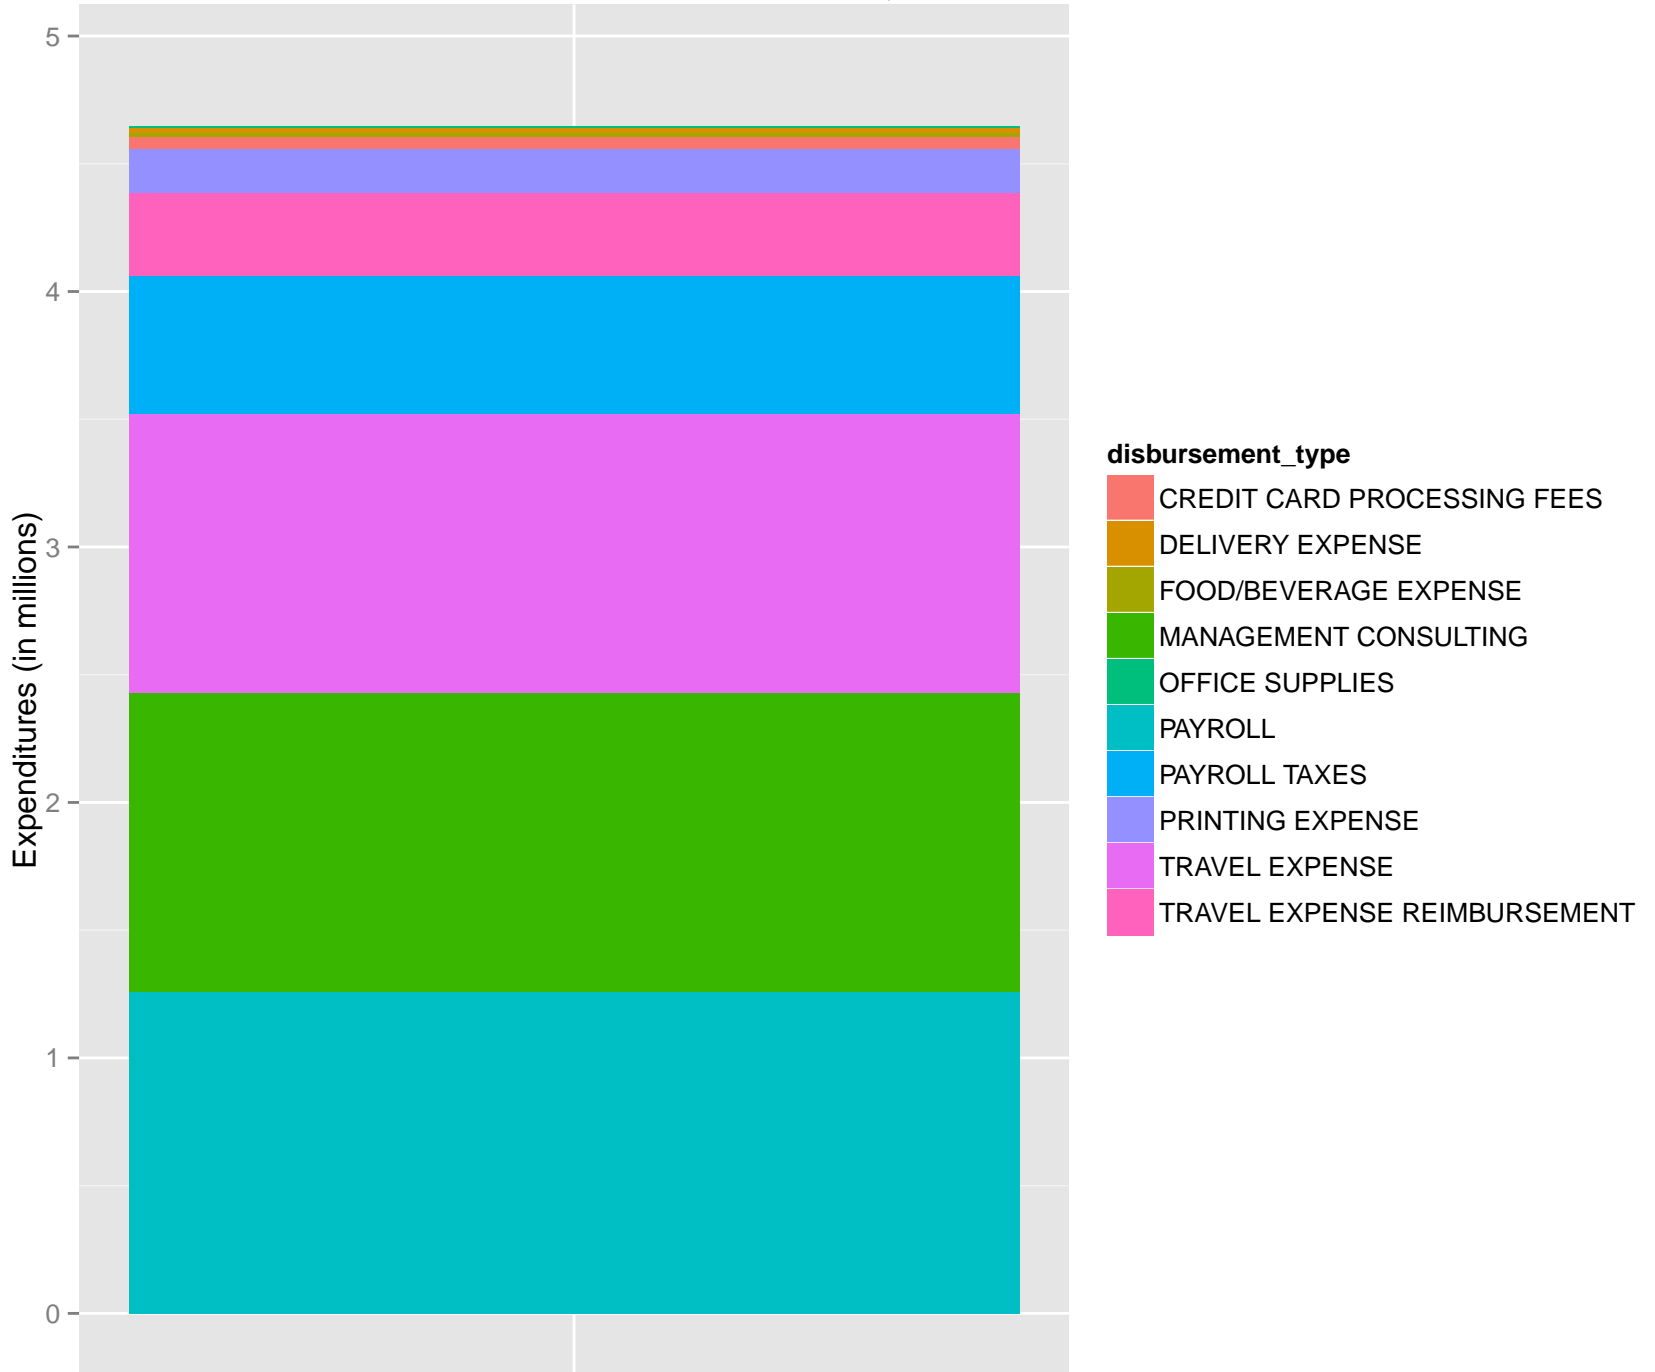 5
4
3
2
1
0
Expenditures (in millions)
disbursement_type
CREDIT CARD PROCESSING FEES
DELIVERY EXPENSE
FOOD/BEVERAGE EXPENSE
MANAGEMENT CONSULTING
OFFICE SUPPLIES
PAYROLL
PAYROLL TAXES
PRINTING EXPENSE
TRAVEL EXPENSE
TRAVEL EXPENSE REIMBURSEMENT